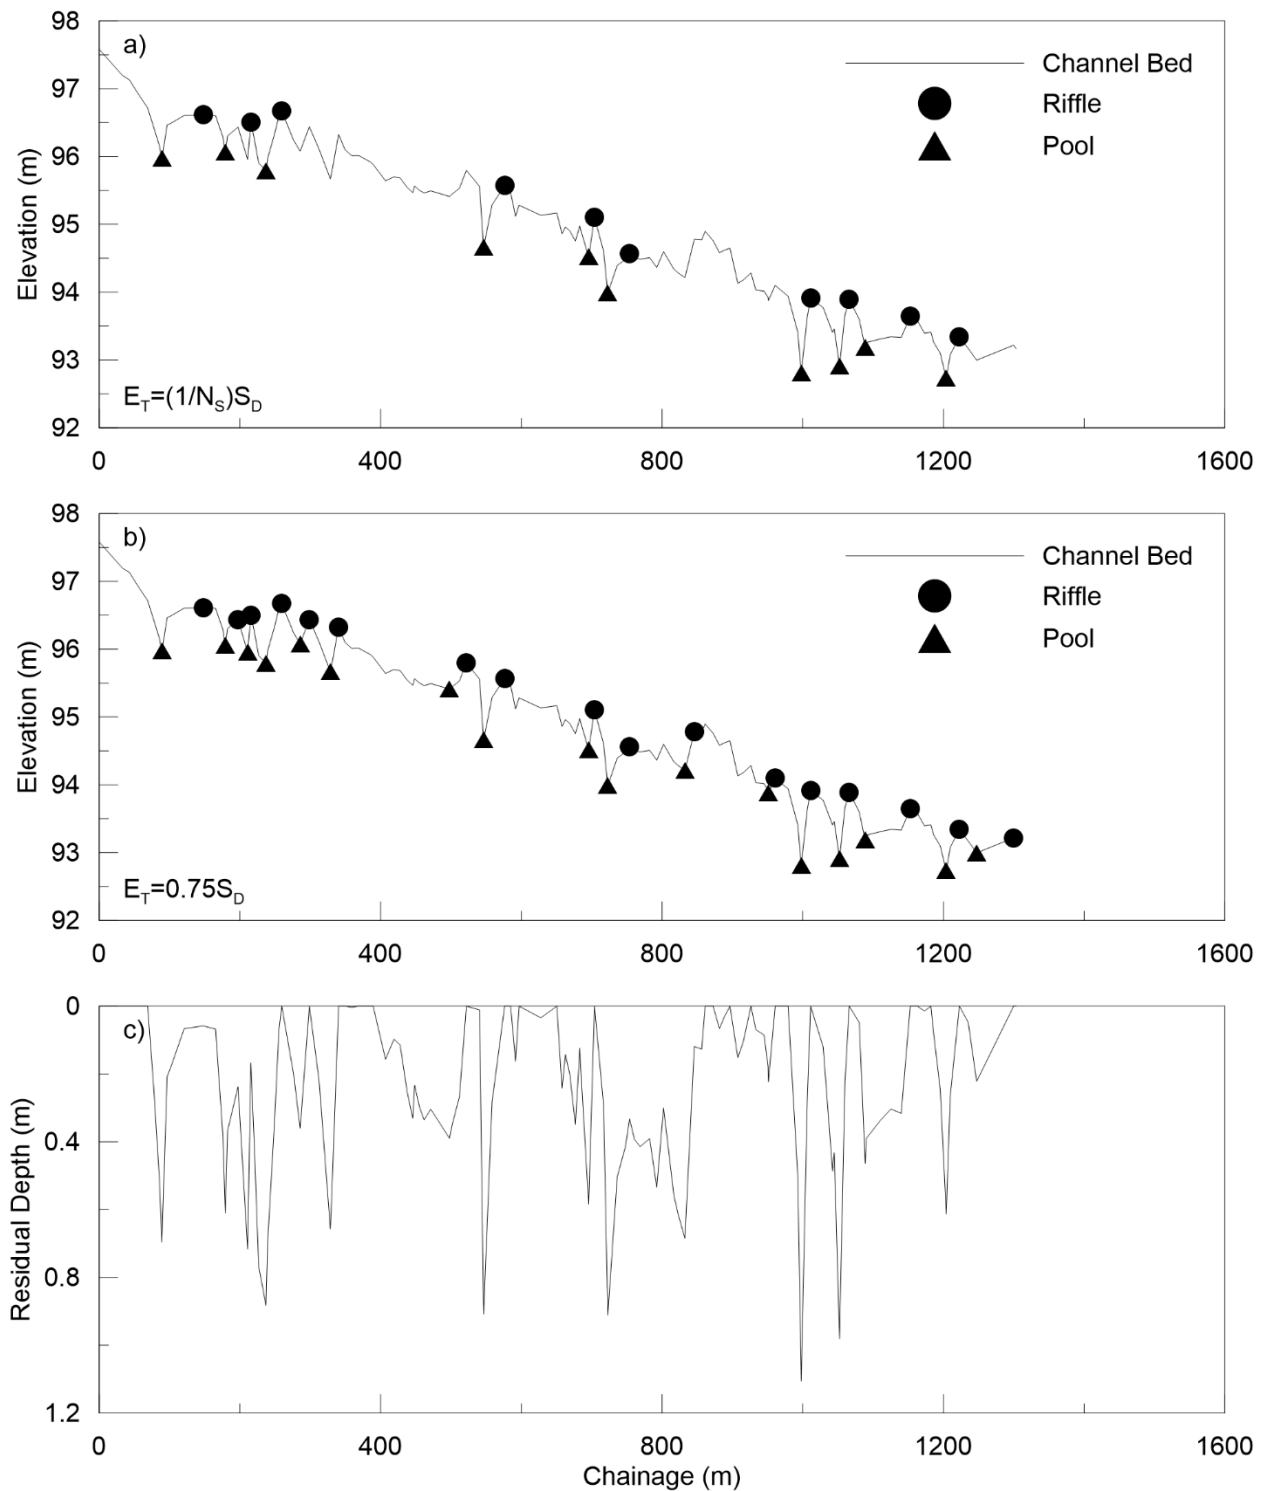 98
a)
Channel Bed
97
Riffle
Pool
96
95
94
93
E_T=(1/N_S)S_D
92
Elevation (m)
0 400 800 1200 1600
98
b)
Channel Bed
97
Riffle
Pool
96
95
94
93
E_T=0.75S_D
92
Elevation (m)
0 400 800 1200 1600
0
c)
0.4
0.8
1.2
Residual Depth (m)
0 400 800 1200 1600
Chainage (m)